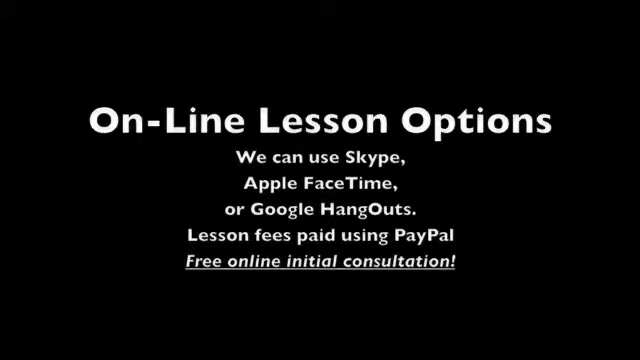 On-Line Lesson Options
We can use Skype,
Apple FaceTime,
or Google HangOuts.
Lesson fees paid using PayPal
Free online initial consultation!